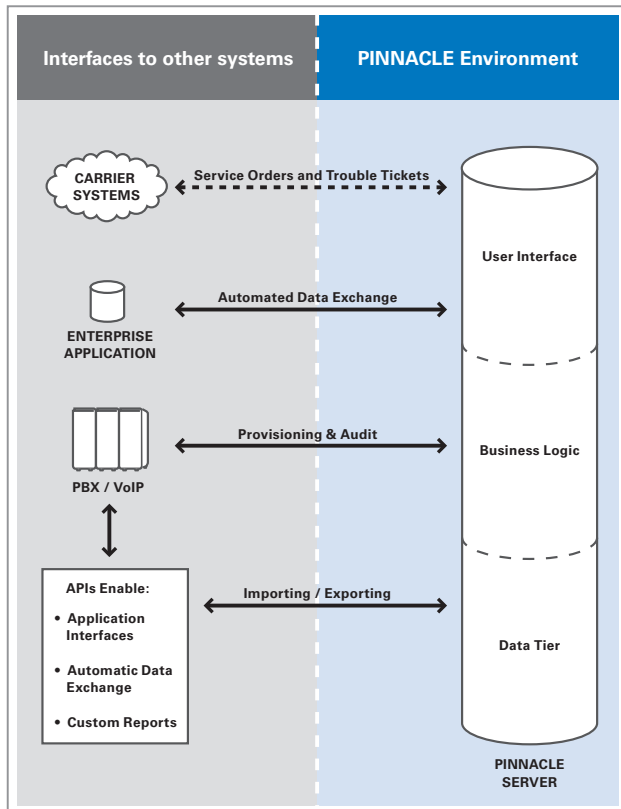 Interfaces to other systems
PINNACLE Environment
CARRIER
SYSTEMS
Service Orders and Trouble Tickets
User Interface
Automated Data Exchange
ENTERPRISE
APPLICATION
Provisioning & Audit
Business Logic
PBX / VoIP
APIs Enable:
• Application
Interfaces
• Automatic Data
Exchange
• Custom Reports
Importing / Exporting
Data Tier
PINNACLE
SERVER